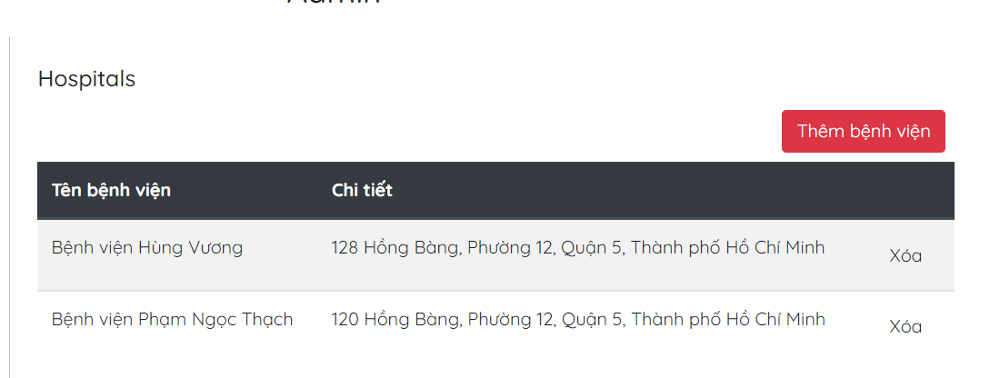 Admin
Hospitals
Thêm bệnh viện
Tên bệnh viện Chi tiết
Bệnh viện Hùng Vương 128 Hồng Bàng, Phường 12, Quận 5, Thành phố Hồ Chí Minh Xóa
Bệnh viện Phạm Ngọc Thạch 120 Hồng Bàng, Phường 12, Quận 5, Thành phố Hồ Chí Minh Xóa